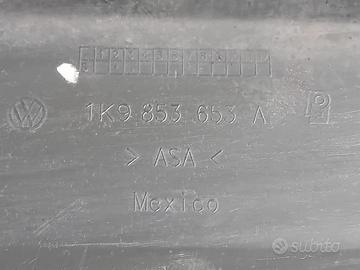 1K9 853 653 A
> ASA <
Mexico
subito